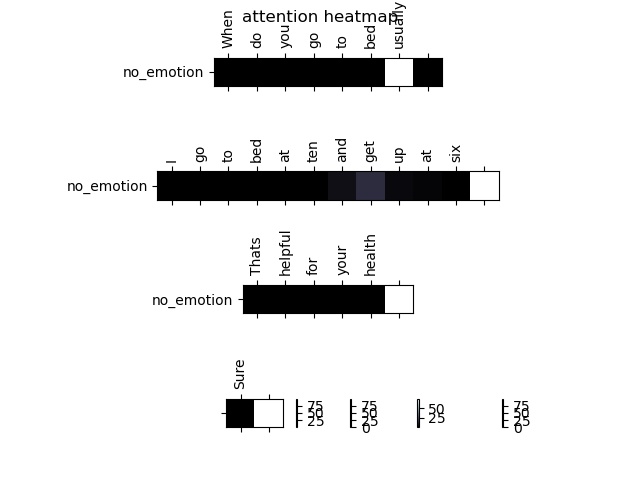 attention heatmap
When do you go to bed usually
no_emotion
I go to bed at ten and get up at six
no_emotion
Thats helpful for your health
no_emotion
Sure
75 75 50 75
50 50 25 50
25 25 25
0 0